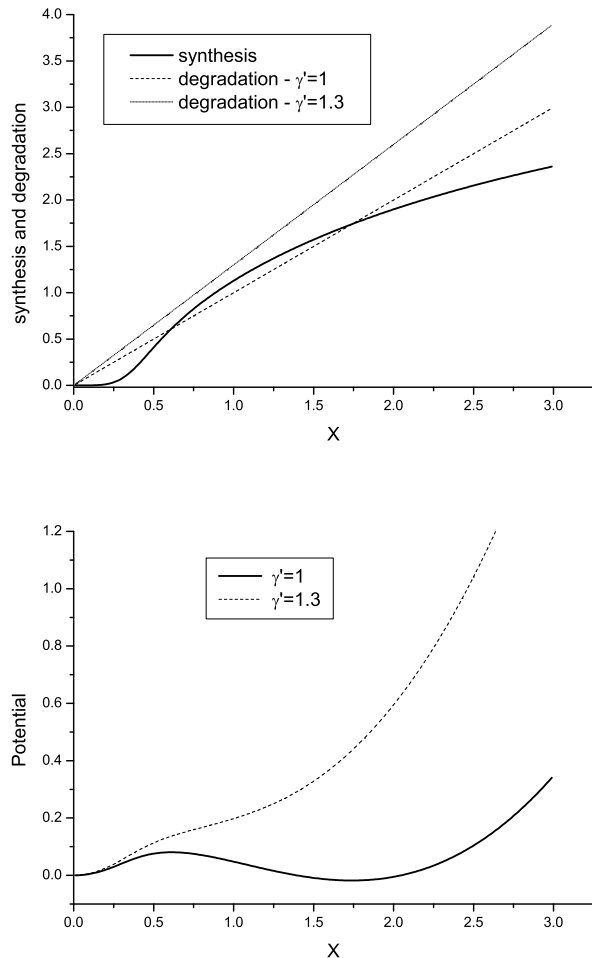 4.0
3.5
3.0
2.5
2.0
1.5
1.0
0.5
0.0
synthesis and degradation
synthesis
degradation - γ'=1
degradation - γ'=1.3
0.0 0.5 1.0 1.5 2.0 2.5 3.0
X
1.2
1.0
0.8
0.6
0.4
0.2
0.0
Potential
γ'=1
γ'=1.3
0.0 0.5 1.0 1.5 2.0 2.5 3.0
X